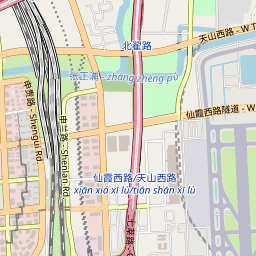 北翟路
天山西路 - W T
张正浦 - zhāng zhèng pǔ
申贵路 - Shengui Rd
申兰路 - Shenlan Rd
仙霞西路隧道 - W
仙霞西路/天山西路
xiān xiá xī lù/tiān shān xī lù